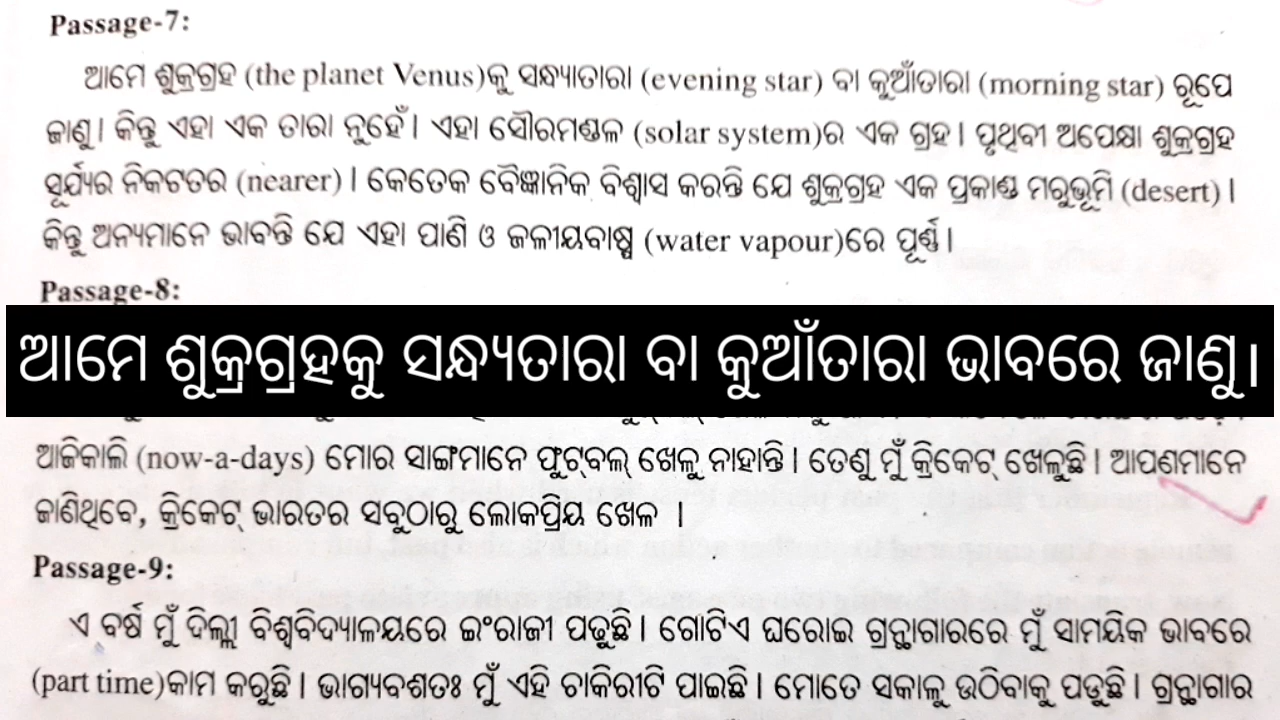 Passage-7:
ଆମେ ଶୁକ୍ରଗ୍ରହ (the planet Venus)କୁ ସନ୍ଧ୍ୟାତାରା (evening star) ବା କୁଆଁତାରା (morning star) ରୂପେ
ଜାଣୁ। କିନ୍ତୁ ଏହା ଏକ ତାରା ନୁହେଁ। ଏହା ସୌରମଣ୍ଡଳ (solar system)ର ଏକ ଗ୍ରହ। ପୃଥିବୀ ଅପେକ୍ଷା ଶୁକ୍ରଗ୍ରହ
ସୂର୍ଯ୍ୟର ନିକଟତର (nearer)। କେତେକ ବୈଜ୍ଞାନିକ ବିଶ୍ୱାସ କରନ୍ତି ଯେ ଶୁକ୍ରଗ୍ରହ ଏକ ପ୍ରକାଣ୍ଡ ମରୁଭୂମି (desert)।
କିନ୍ତୁ ଅନ୍ୟମାନେ ଭାବନ୍ତି ଯେ ଏହା ପାଣି ଓ ଜଳୀୟବାଷ୍ପ (water vapour)ରେ ପୂର୍ଣ୍ଣ।
Passage-8:
ଆମେ ଶୁକ୍ରଗ୍ରହକୁ ସନ୍ଧ୍ୟତାରା ବା କୁଆଁତାରା ଭାବରେ ଜାଣୁ।
ଆଜିକାଲି (now-a-days) ମୋର ସାଙ୍ଗମାନେ ଫୁଟ୍‌ବଲ୍ ଖେଳୁ ନାହାନ୍ତି। ତେଣୁ ମୁଁ କ୍ରିକେଟ୍ ଖେଳୁଛି। ଆପଣମାନେ
ଜାଣିଥିବେ, କ୍ରିକେଟ୍ ଭାରତର ସବୁଠାରୁ ଲୋକପ୍ରିୟ ଖେଳ ।
Passage-9:
ଏ ବର୍ଷ ମୁଁ ଦିଲ୍ଲୀ ବିଶ୍ୱବିଦ୍ୟାଳୟରେ ଇଂରାଜୀ ପଢୁଛି। ଗୋଟିଏ ଘରୋଇ ଗ୍ରନ୍ଥାଗାରରେ ମୁଁ ସାମୟିକ ଭାବରେ
(part time)କାମ କରୁଛି। ଭାଗ୍ୟବଶତଃ ମୁଁ ଏହି ଚାକିରୀଟି ପାଇଛି। ମୋତେ ସକାଳୁ ଉଠିବାକୁ ପଡୁଛି। ଗ୍ରନ୍ଥାଗାର